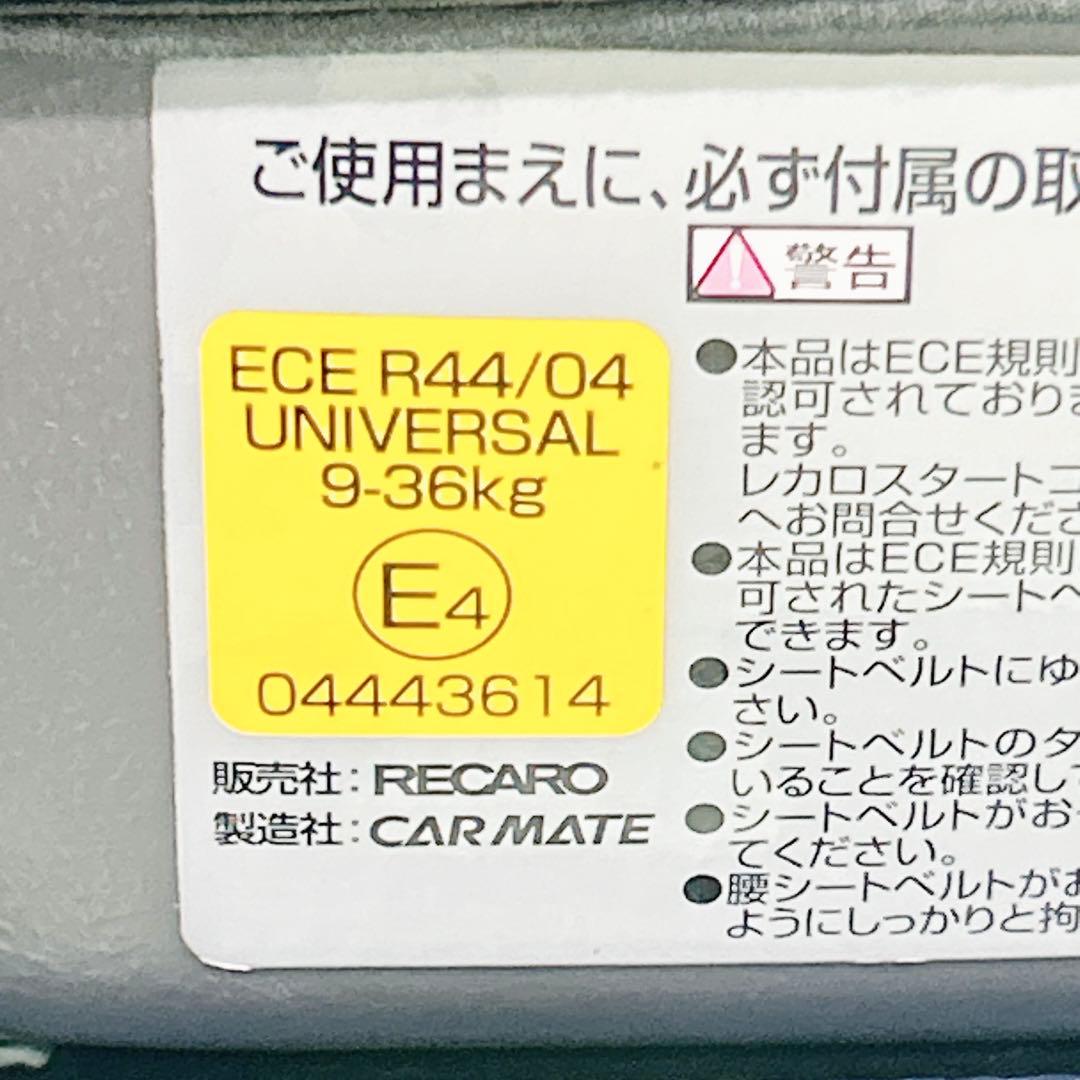 ご使用まえに、必ず付属の取
警告
ECE R44/04
UNIVERSAL
9-36kg
E4
04443614
販売社：RECARO
製造社：CARMATE
●本品はECE規則
認可されており
ます。
レカロスタートコ
へお問合せくださ
●本品はECE規則
可されたシートベ
できます。
●シートベルトにゆ
さい。
●シートベルトのタ
いることを確認して
●シートベルトがお
てください。
●腰シートベルトがお
ようにしっかりと拘